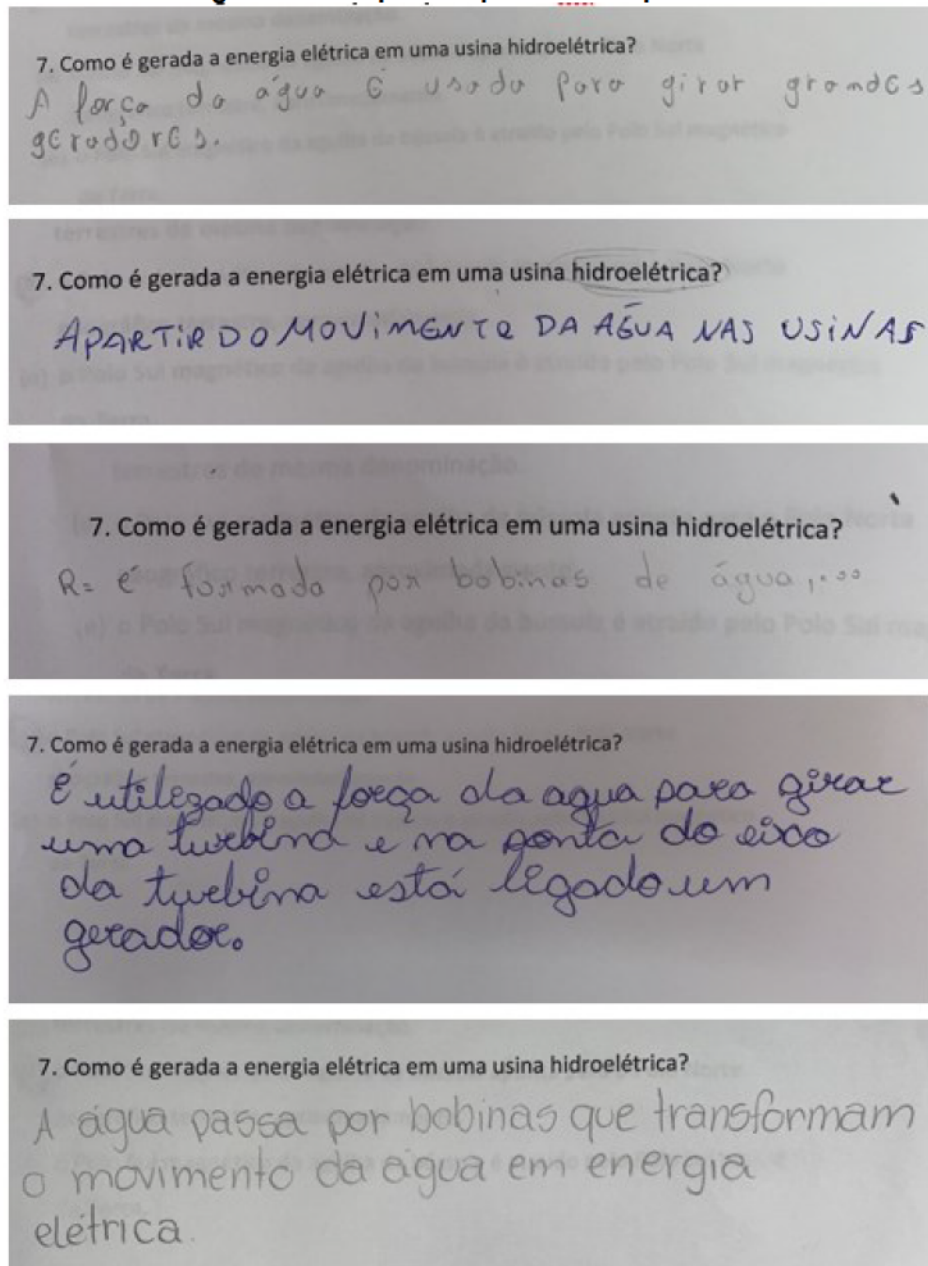 7. Como é gerada a energia elétrica em uma usina hidroelétrica?
A força da água é usada para girar grandes
geradores.
7. Como é gerada a energia elétrica em uma usina hidroelétrica?
APARTIR DO MOVIMENTO DA AGUA NAS USINAS
7. Como é gerada a energia elétrica em uma usina hidroelétrica?
R= é formada por bobinas de água,...
7. Como é gerada a energia elétrica em uma usina hidroelétrica?
É utilizado a força da agua para girar
uma turbina e na ponta do eixo
da turbina está ligado um
gerador.
7. Como é gerada a energia elétrica em uma usina hidroelétrica?
A água passa por bobinas que transformam
o movimento da água em energia
elétrica.